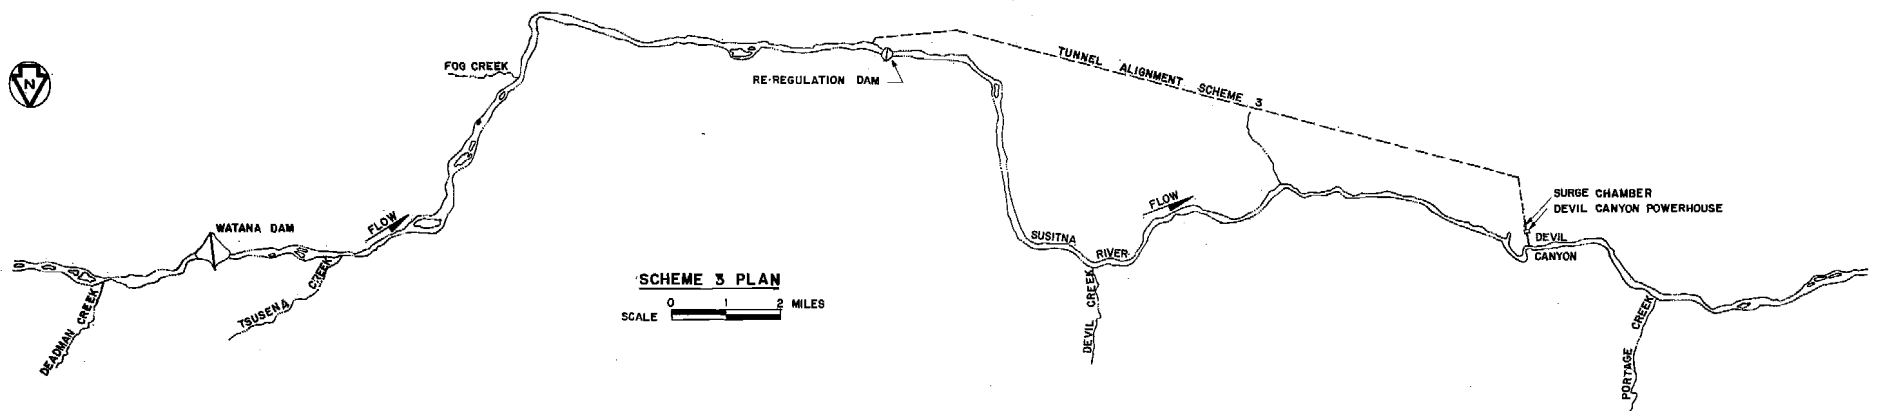 N
FOG CREEK
RE-REGULATION DAM
TUNNEL ALIGNMENT SCHEME 3
WATANA DAM
FLOW
FLOW
SURGE CHAMBER
DEVIL CANYON POWERHOUSE
SUSITNA RIVER
DEVIL
CANYON
DEADMAN CREEK
TSUSENA CREEK
SCHEME 3 PLAN
0 1 2 MILES
SCALE
DEVIL CREEK
PORTAGE CREEK